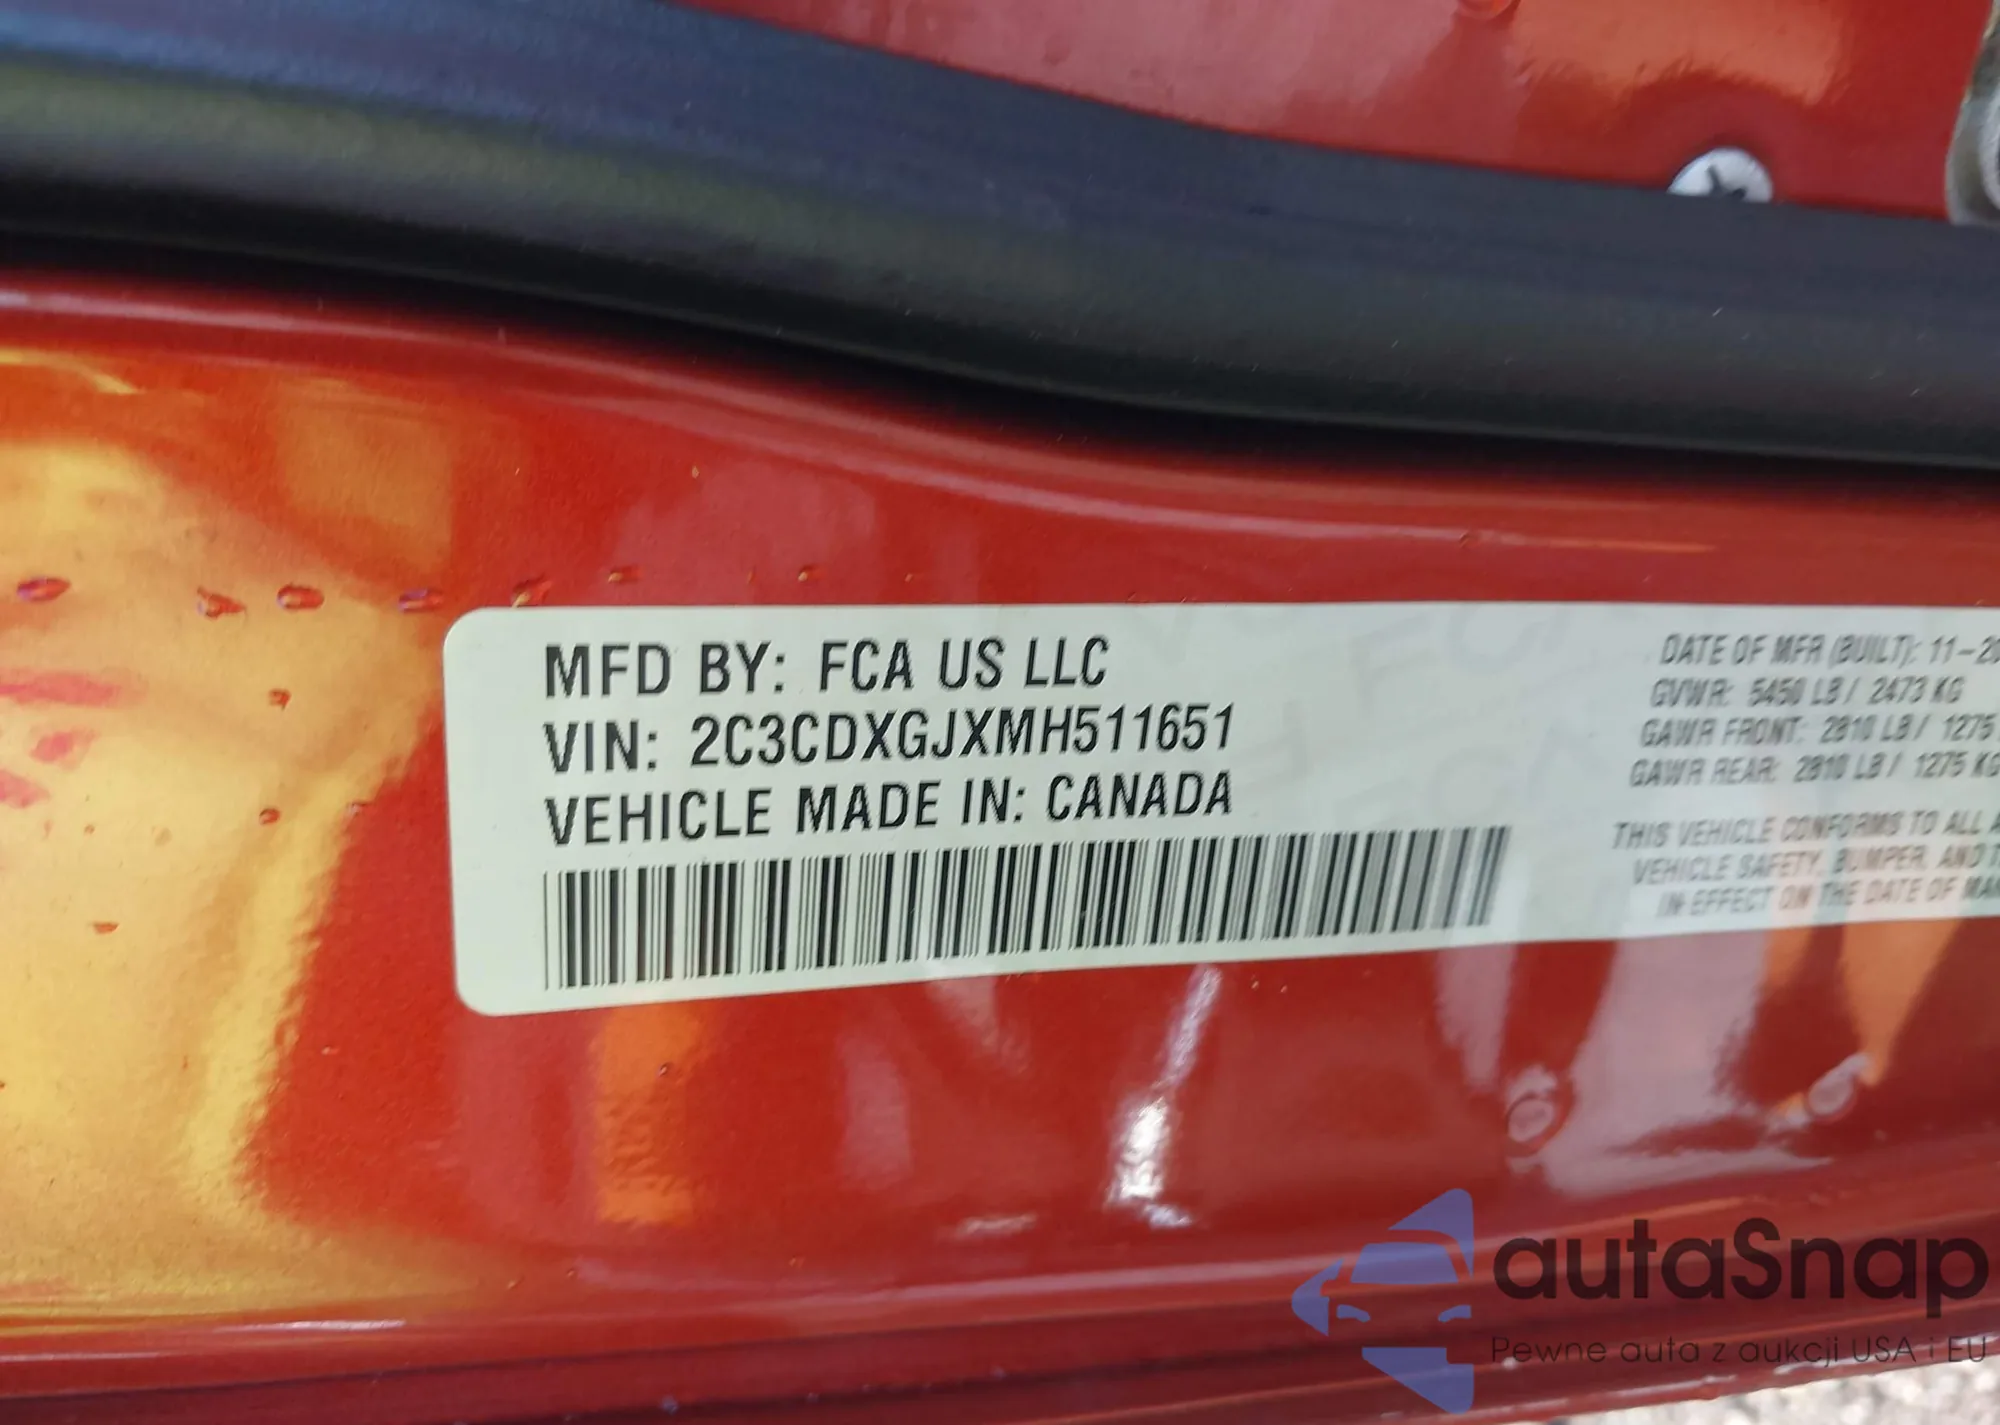 MFD BY: FCA US LLC
VIN: 2C3CDXGJXMH511651
VEHICLE MADE IN: CANADA
DATE OF MFR (BUILT): 11-20
GVWR: 5450 LB / 2473 KG
GAWR FRONT: 2810 LB / 1275
GAWR REAR: 2810 LB / 1275 KG
THIS VEHICLE CONFORMS TO ALL A
VEHICLE SAFETY, BUMPER, AND T
IN EFFECT ON THE DATE OF MAN
autaSnap
Pewne auta z aukcji USA i EU